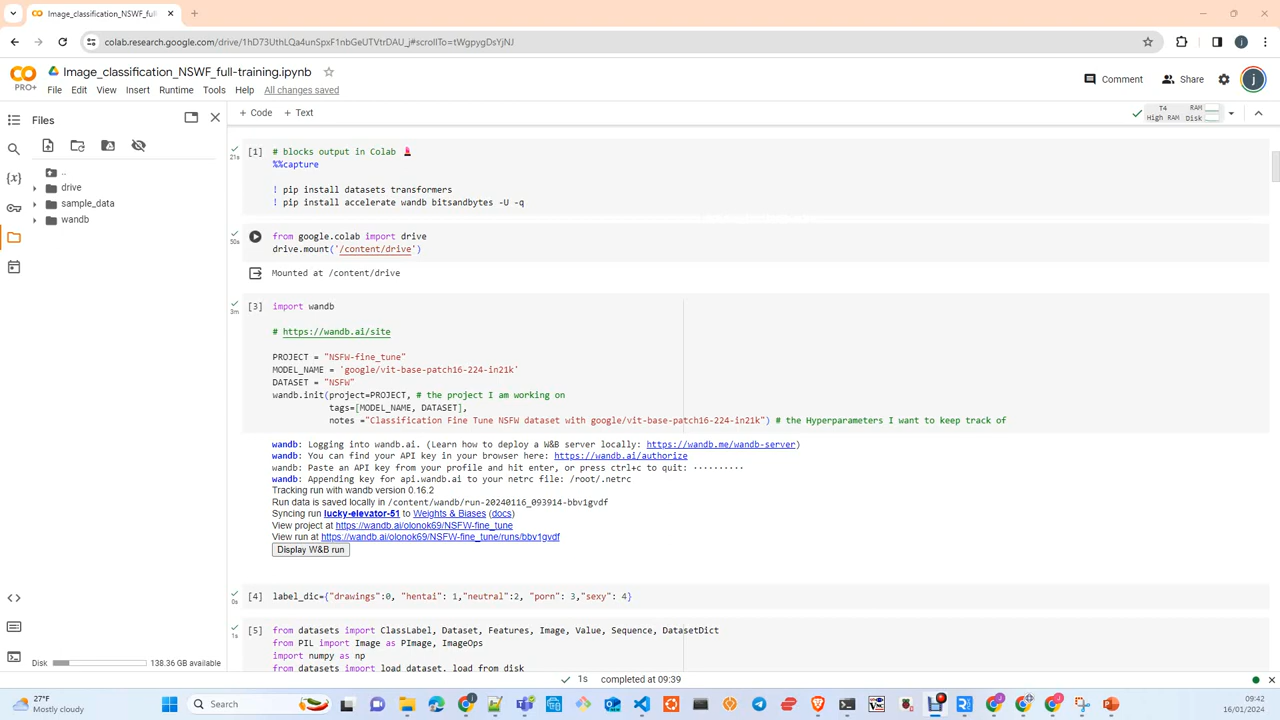 Image_classification_NSWF_full-
colab.research.google.com/drive/1hD73UthLQa4unSpxF1nbGeUTVtrDAU_j#scrollTo=tWgpygDsYjNJ
j
CO
PRO+
Image_classification_NSWF_full-training.ipynb
Comment
Share
j
File Edit View Insert Runtime Tools Help All changes saved
Files
+ Code + Text
T4 RAM
High RAM Disk
..
drive
sample_data
wandb
{x}
[1] # blocks output in Colab
21s
%%capture
! pip install datasets transformers
! pip install accelerate wandb bitsandbytes -U -q
from google.colab import drive
50s
drive.mount('/content/drive')
Mounted at /content/drive
[3] import wandb
3m
# https://wandb.ai/site
PROJECT = "NSFW-fine_tune"
MODEL_NAME = 'google/vit-base-patch16-224-in21k'
DATASET = "NSFW"
wandb.init(project=PROJECT, # the project I am working on
tags=[MODEL_NAME, DATASET],
notes ="Classification Fine Tune NSFW dataset with google/vit-base-patch16-224-in21k") # the Hyperparameters I want to keep track of
wandb: Logging into wandb.ai. (Learn how to deploy a W&B server locally: https://wandb.me/wandb-server)
wandb: You can find your API key in your browser here: https://wandb.ai/authorize
wandb: Paste an API key from your profile and hit enter, or press ctrl+c to quit: ··········
wandb: Appending key for api.wandb.ai to your netrc file: /root/.netrc
Tracking run with wandb version 0.16.2
Run data is saved locally in /content/wandb/run-20240116_093914-bbv1gvdf
Syncing run lucky-elevator-51 to Weights & Biases (docs)
View project at https://wandb.ai/olonok69/NSFW-fine_tune
View run at https://wandb.ai/olonok69/NSFW-fine_tune/runs/bbv1gvdf
Display W&B run
[4] label_dic={"drawings":0, "hentai": 1,"neutral":2, "porn": 3,"sexy": 4}
0s
[5] from datasets import ClassLabel, Dataset, Features, Image, Value, Sequence, DatasetDict
1s
from PIL import Image as PImage, ImageOps
import numpy as np
from datasets import load_dataset, load_from_disk
Disk 138.36 GB available
1s completed at 09:39
27°F
Mostly cloudy
Search
09:42
16/01/2024